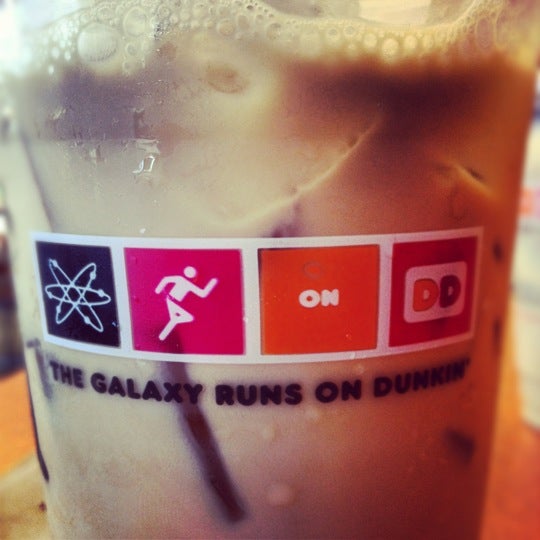 ON DD
THE GALAXY RUNS ON DUNKIN'